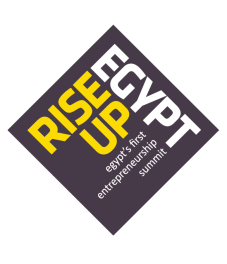 RISE
UP
EGYPT
egypt's first
entrepreneurship
summit